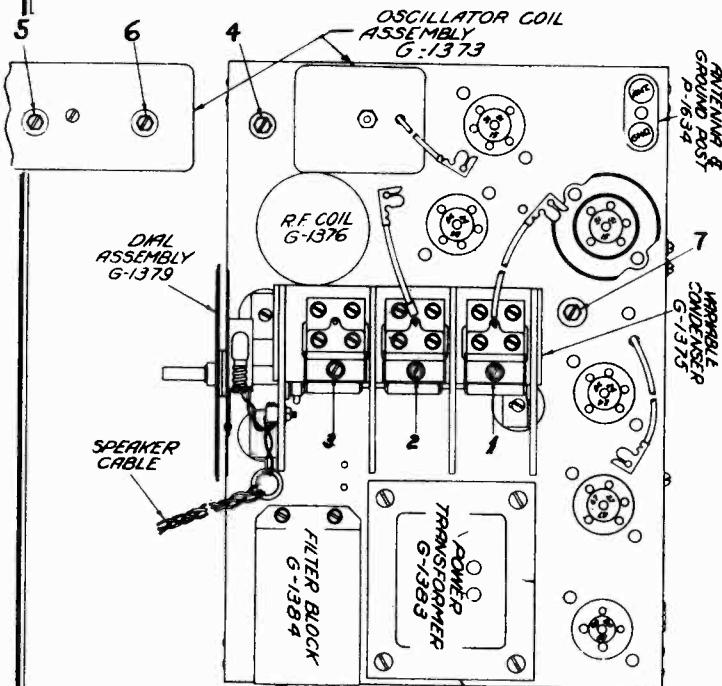 5
6
4
OSCILLATOR COIL
ASSEMBLY
G-1373
ANTENNA &
GROUND POST
P-1634
ANT
GND
R.F. COIL
G-1376
DIAL
ASSEMBLY
G-1379
7
VARIABLE
CONDENSER
G-1375
3
2
1
SPEAKER
CABLE
FILTER BLOCK
G-1384
POWER
TRANSFORMER
G-1383